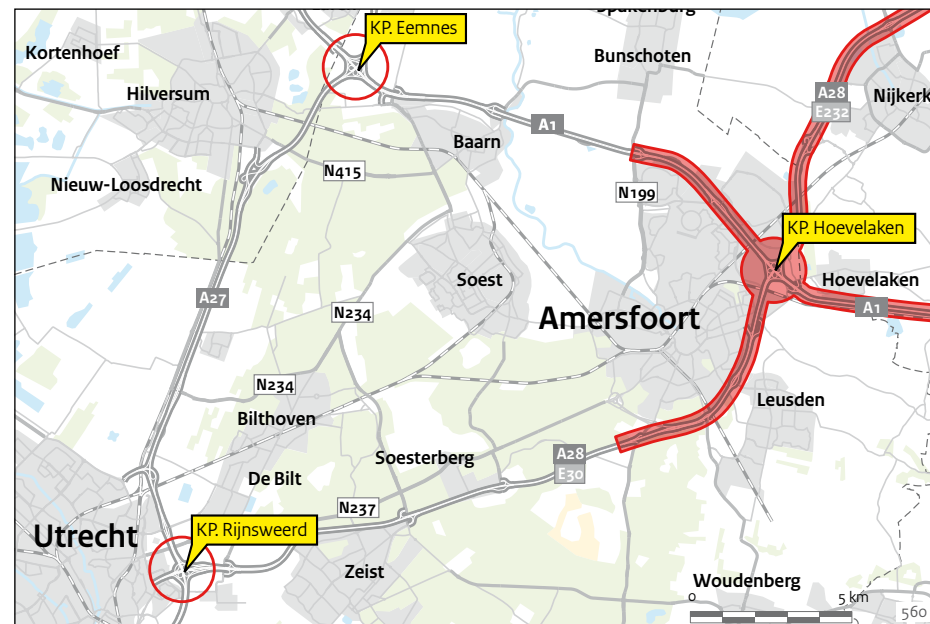 Spakenburg
KP. Eemnes
Kortenhoef
Bunschoten
Hilversum
A28
E232
Nijkerk
A1
Baarn
N415
Nieuw-Loosdrecht
N199
KP. Hoevelaken
Soest
Hoevelaken
A27
A1
N234
Amersfoort
N234
Leusden
Bilthoven
Soesterberg
A28
E30
De Bilt
N237
Utrecht
KP. Rijnsweerd
Zeist
Woudenberg
0
5 km
560